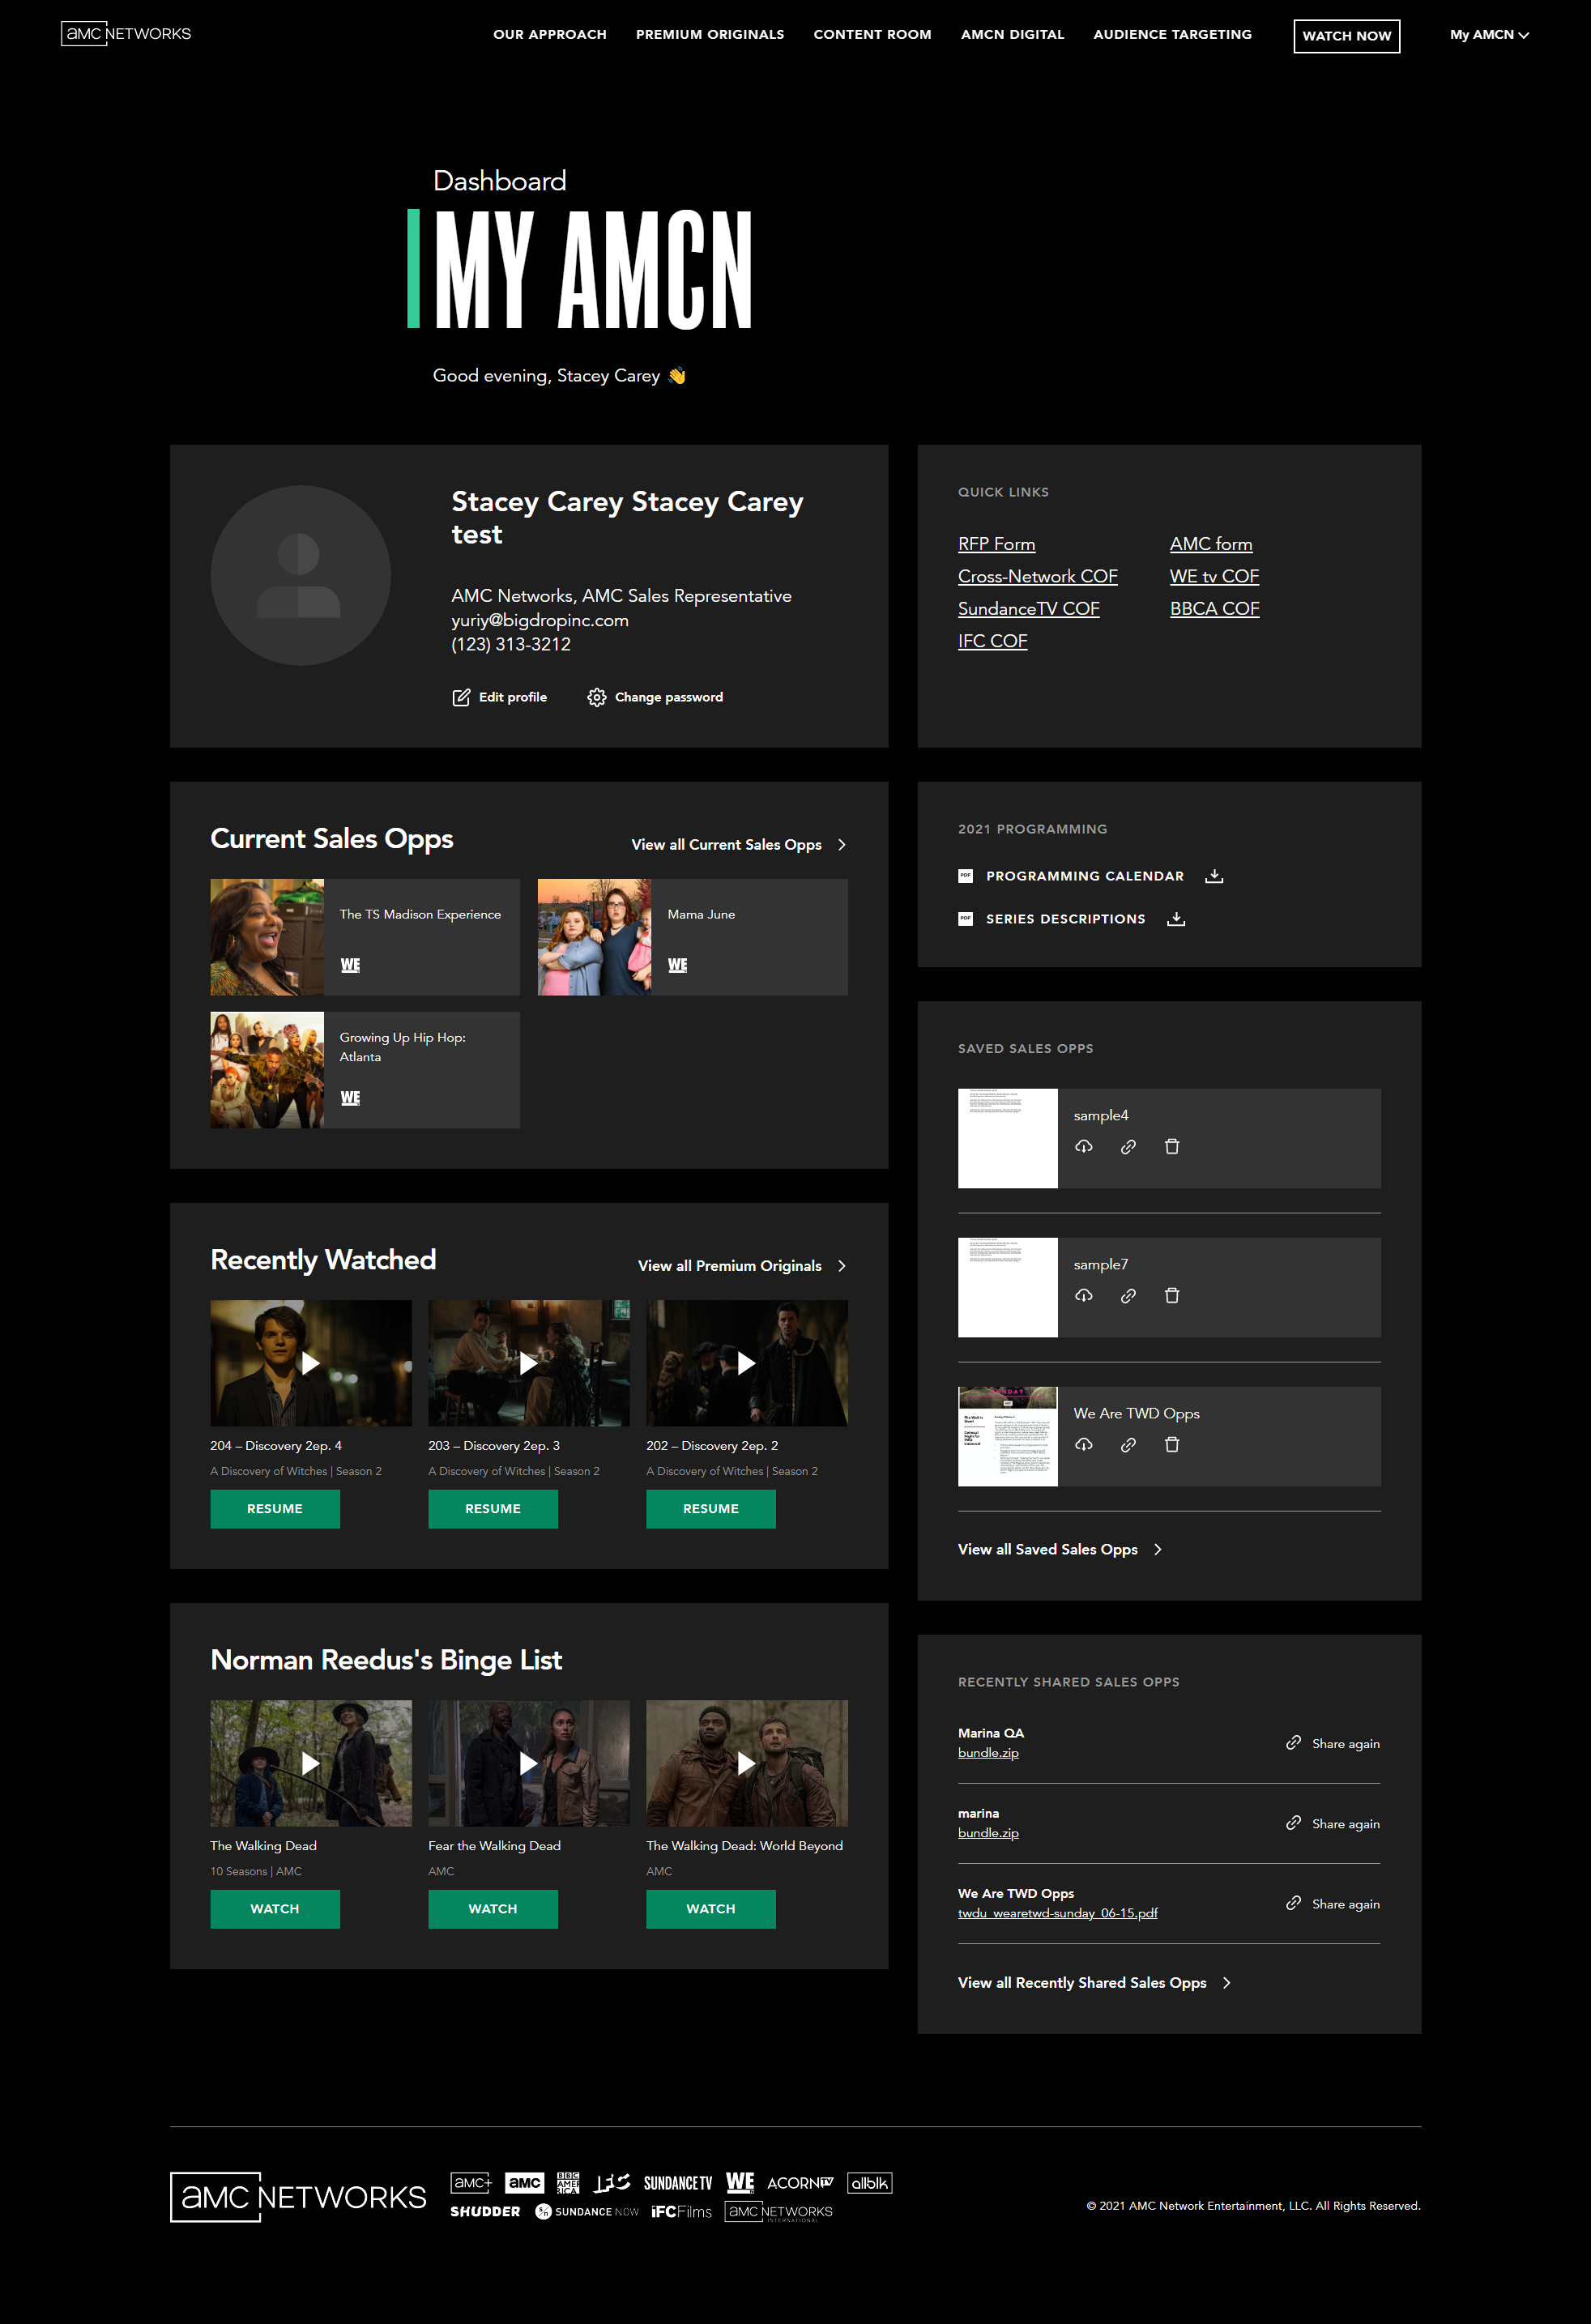 aMC NETWORKS
OUR APPROACH
PREMIUM ORIGINALS
CONTENT ROOM
AMCN DIGITAL
AUDIENCE TARGETING
WATCH NOW
My AMCN
Dashboard
MY AMCN
Good evening, Stacey Carey 👋
Stacey Carey Stacey Carey
test
AMC Networks, AMC Sales Representative
yuriy@bigdropinc.com
(123) 313-3212
Edit profile
Change password
QUICK LINKS
RFP Form
AMC form
Cross-Network COF
WE tv COF
SundanceTV COF
BBCA COF
IFC COF
Current Sales Opps
View all Current Sales Opps
The TS Madison Experience
WE
Mama June
WE
Growing Up Hip Hop:
Atlanta
WE
2021 PROGRAMMING
PDF PROGRAMMING CALENDAR
PDF SERIES DESCRIPTIONS
SAVED SALES OPPS
sample4
sample7
SUNDAY
We Are TWD Opps
View all Saved Sales Opps
Recently Watched
View all Premium Originals
204 – Discovery 2ep. 4
A Discovery of Witches | Season 2
RESUME
203 – Discovery 2ep. 3
A Discovery of Witches | Season 2
RESUME
202 – Discovery 2ep. 2
A Discovery of Witches | Season 2
RESUME
Norman Reedus's Binge List
The Walking Dead
10 Seasons | AMC
WATCH
Fear the Walking Dead
AMC
WATCH
The Walking Dead: World Beyond
AMC
WATCH
RECENTLY SHARED SALES OPPS
Marina QA
bundle.zip
Share again
marina
bundle.zip
Share again
We Are TWD Opps
twdu_wearetwd-sunday_06-15.pdf
Share again
View all Recently Shared Sales Opps
aMC NETWORKS
aMC+
aMC
BBC AMERICA
IFC
SUNDANCE TV
WE
ACORN TV
allblk
SHUDDER
SUNDANCE NOW
IFC Films
aMC NETWORKS INTERNATIONAL
© 2021 AMC Network Entertainment, LLC. All Rights Reserved.